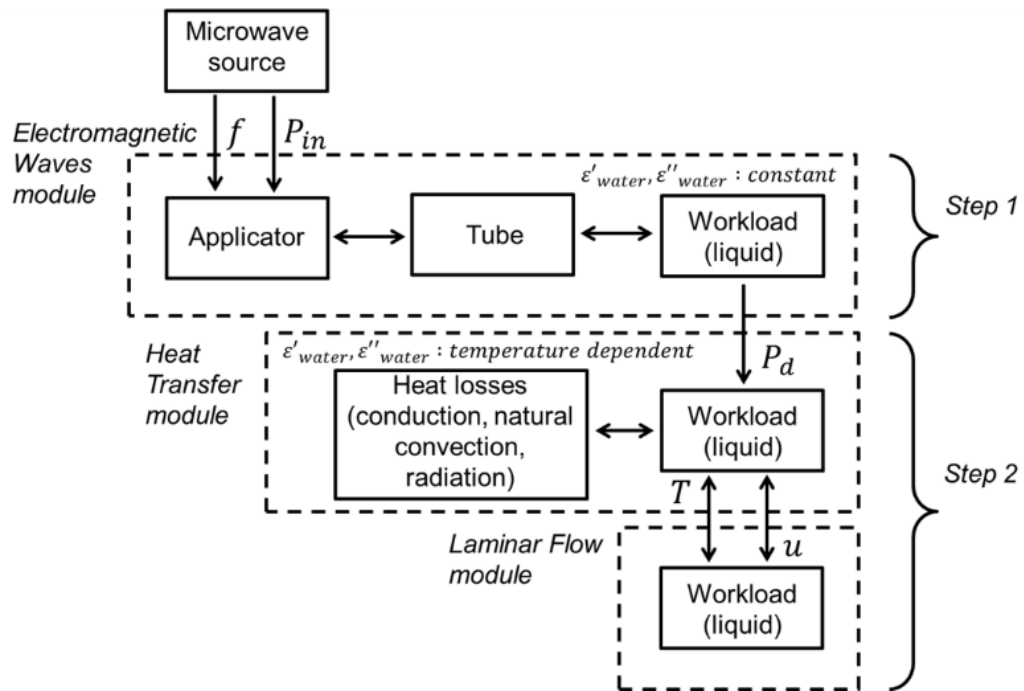 Microwave
source
Electromagnetic
Waves
module
f
P_in
ε'_water, ε''_water : constant
Applicator
Tube
Workload
(liquid)
Step 1
Heat
Transfer
module
ε'_water, ε''_water : temperature dependent
P_d
Heat losses
(conduction, natural
convection,
radiation)
Workload
(liquid)
T
u
Step 2
Laminar Flow
module
Workload
(liquid)